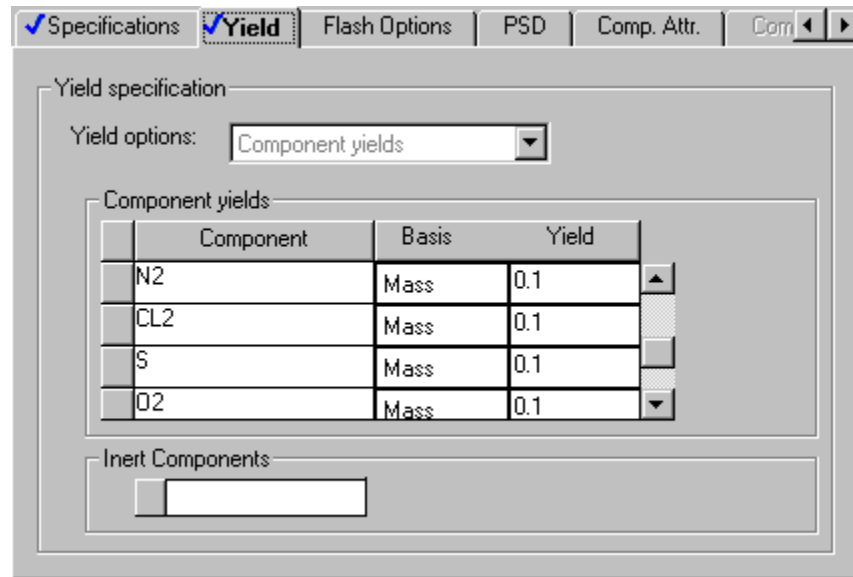 Specifications Yield Flash Options PSD Comp. Attr. Com
Yield specification
Yield options: Component yields
Component yields
Component Basis Yield
N2 Mass 0.1
CL2 Mass 0.1
S Mass 0.1
O2 Mass 0.1
Inert Components